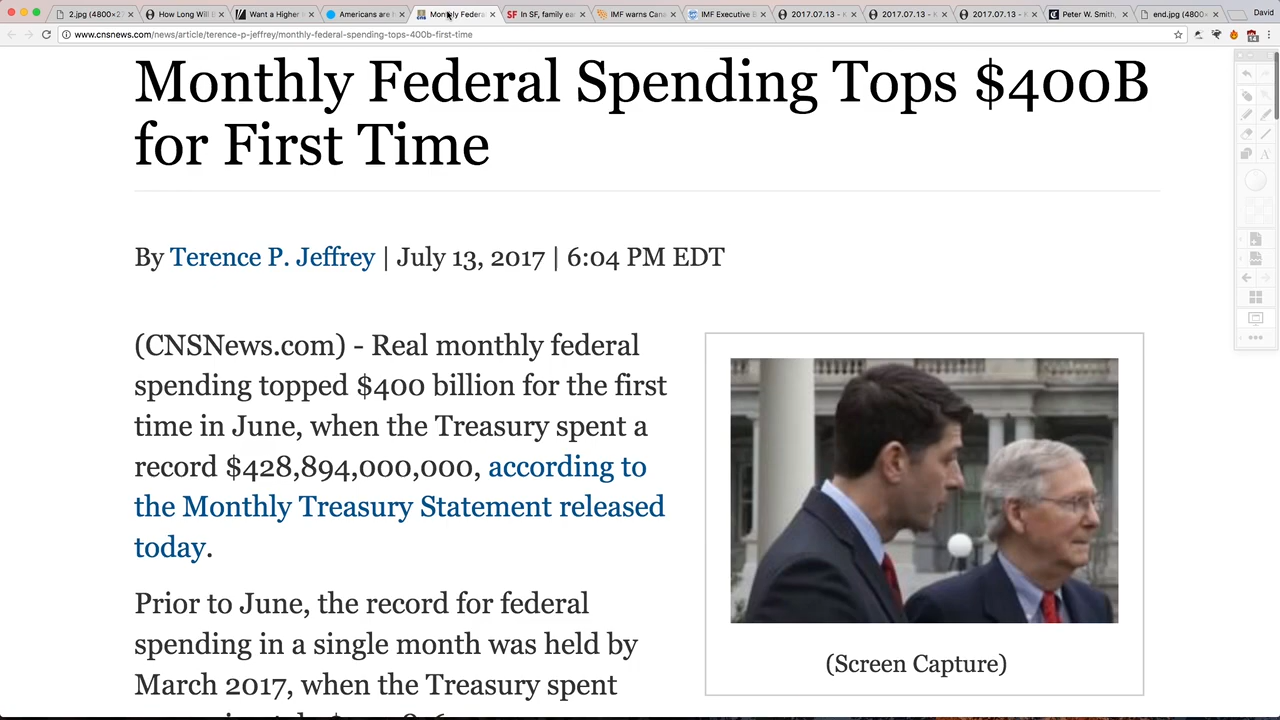 2.jpg (4800×2
How Long Will
Want a Higher
Americans are
Monthly Federa
SF In SF, family ea
IMF warns Cana
IMF Executive
2017.07.13 -
2017.07.13 -
2017.07.13 -
Peter W. Smith,
end.jpg (4800
David
www.cnsnews.com/news/article/terence-p-jeffrey/monthly-federal-spending-tops-400b-first-time
14
Monthly Federal Spending Tops $400B
for First Time
By Terence P. Jeffrey | July 13, 2017 | 6:04 PM EDT
(CNSNews.com) - Real monthly federal
spending topped $400 billion for the first
time in June, when the Treasury spent a
record $428,894,000,000, according to
the Monthly Treasury Statement released
today.
Prior to June, the record for federal
spending in a single month was held by
March 2017, when the Treasury spent
(Screen Capture)